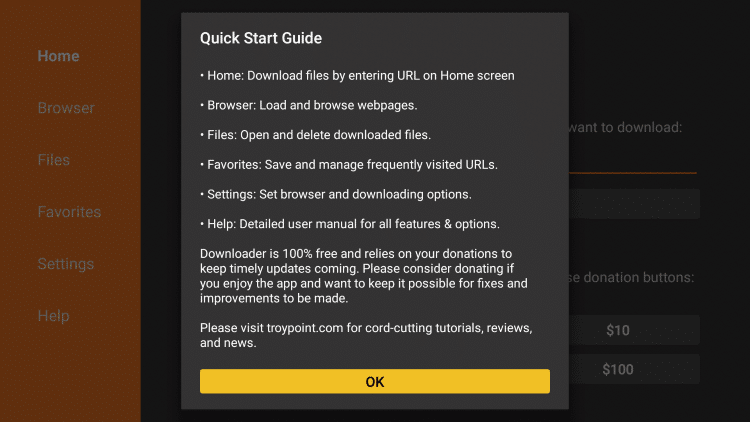 Home
Browser
Files
Favorites
Settings
Help
Quick Start Guide
• Home: Download files by entering URL on Home screen
• Browser: Load and browse webpages.
• Files: Open and delete downloaded files.
• Favorites: Save and manage frequently visited URLs.
• Settings: Set browser and downloading options.
• Help: Detailed user manual for all features & options.
Downloader is 100% free and relies on your donations to
keep timely updates coming. Please consider donating if
you enjoy the app and want to keep it possible for fixes and
improvements to be made.
Please visit troypoint.com for cord-cutting tutorials, reviews,
and news.
OK
want to download:
donation buttons:
$10
$100